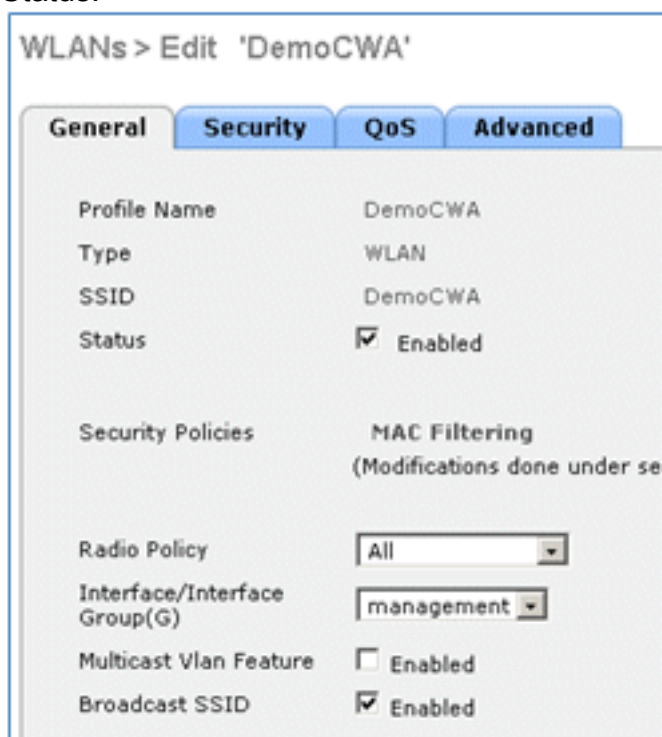 Status.
WLANs > Edit 'DemoCWA'
General Security QoS Advanced
Profile Name DemoCWA
Type WLAN
SSID DemoCWA
Status Enabled
Security Policies MAC Filtering
(Modifications done under se
Radio Policy All
Interface/Interface
Group(G) management
Multicast Vlan Feature Enabled
Broadcast SSID Enabled